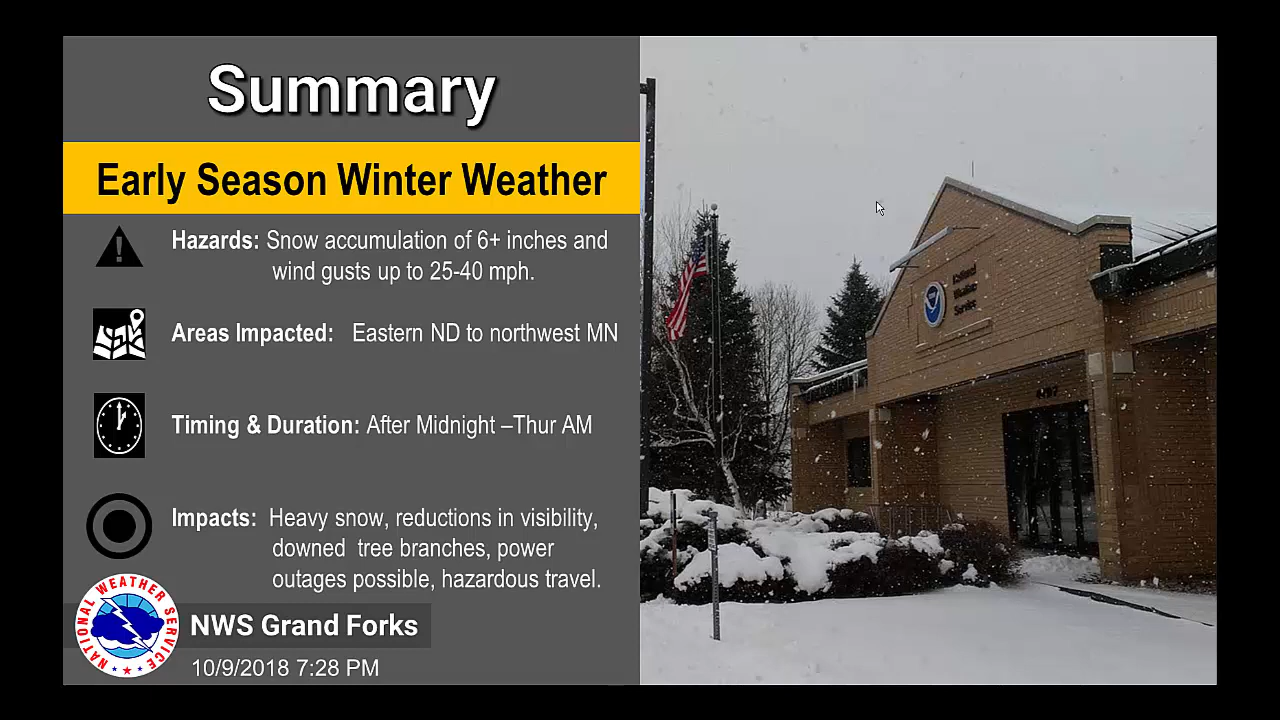 Summary
Early Season Winter Weather
Hazards: Snow accumulation of 6+ inches and
wind gusts up to 25-40 mph.
Areas Impacted: Eastern ND to northwest MN
Timing & Duration: After Midnight –Thur AM
Impacts: Heavy snow, reductions in visibility,
downed tree branches, power
outages possible, hazardous travel.
NATIONAL WEATHER SERVICE
NWS Grand Forks
10/9/2018 7:28 PM
National
Weather
Service